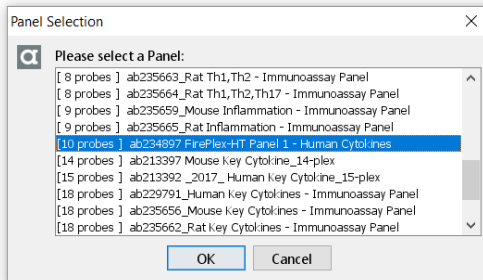 Panel Selection
Please select a Panel:
[ 8 probes ] ab235663_Rat Th1,Th2 - Immunoassay Panel
[ 8 probes ] ab235664_Rat Th1,Th2,Th17 - Immunoassay Panel
[ 9 probes ] ab235659_Mouse Inflammation - Immunoassay Panel
[ 9 probes ] ab235665_Rat Inflammation - Immunoassay Panel
[10 probes ] ab234897 FirePlex-HT Panel 1 - Human Cytokines
[14 probes ] ab213397 Mouse Key Cytokine_14-plex
[15 probes ] ab213392 _2017_ Human Key Cytokine_15-plex
[18 probes ] ab229791_Human Key Cytokines - Immunoassay Panel
[18 probes ] ab235656_Mouse Key Cytokines - Immunoassay Panel
[18 probes ] ab235662_Rat Key Cytokines - Immunoassay Panel
OK
Cancel